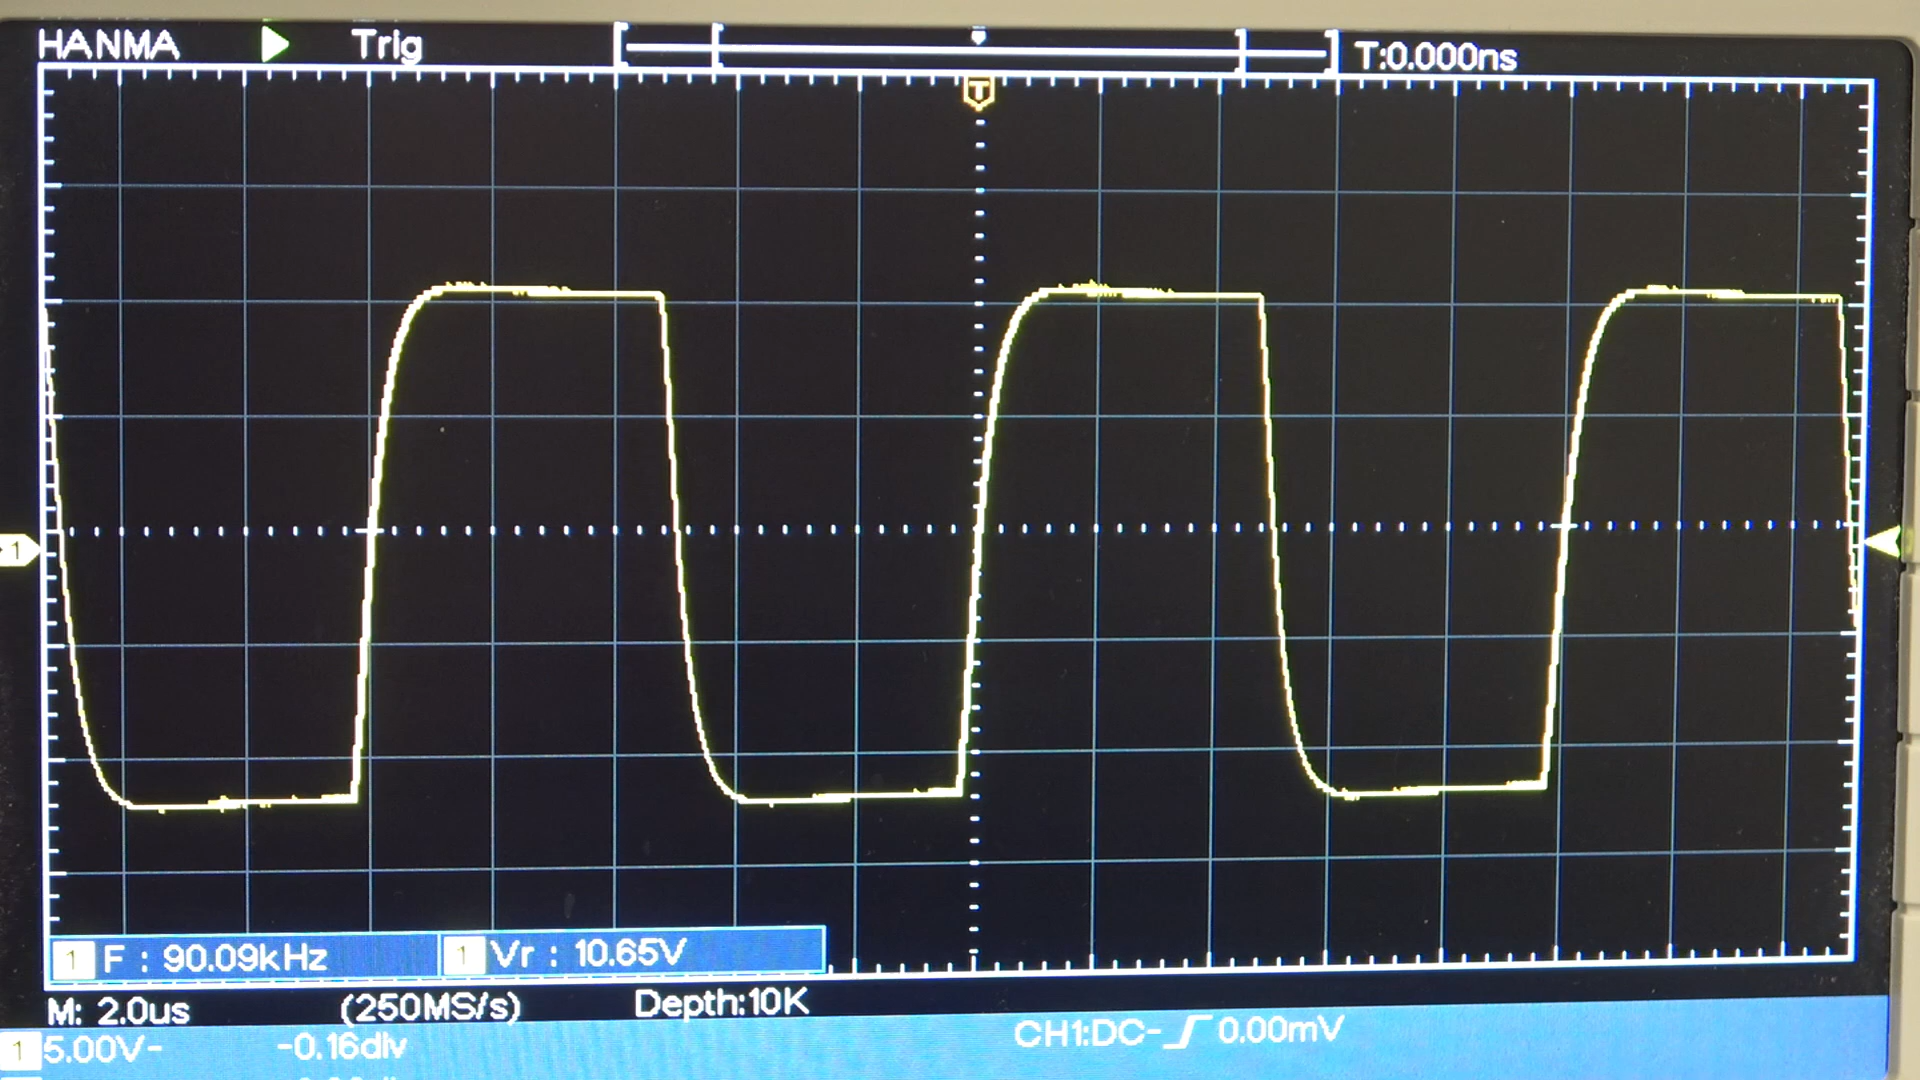 HANMA Trig T:0.000ns
T
1
1 F : 90.09kHz 1 Vr : 10.65V
M: 2.0us (250MS/s) Depth:10K
CH1:DC- 0.00mV
1 5.00V- -0.16div